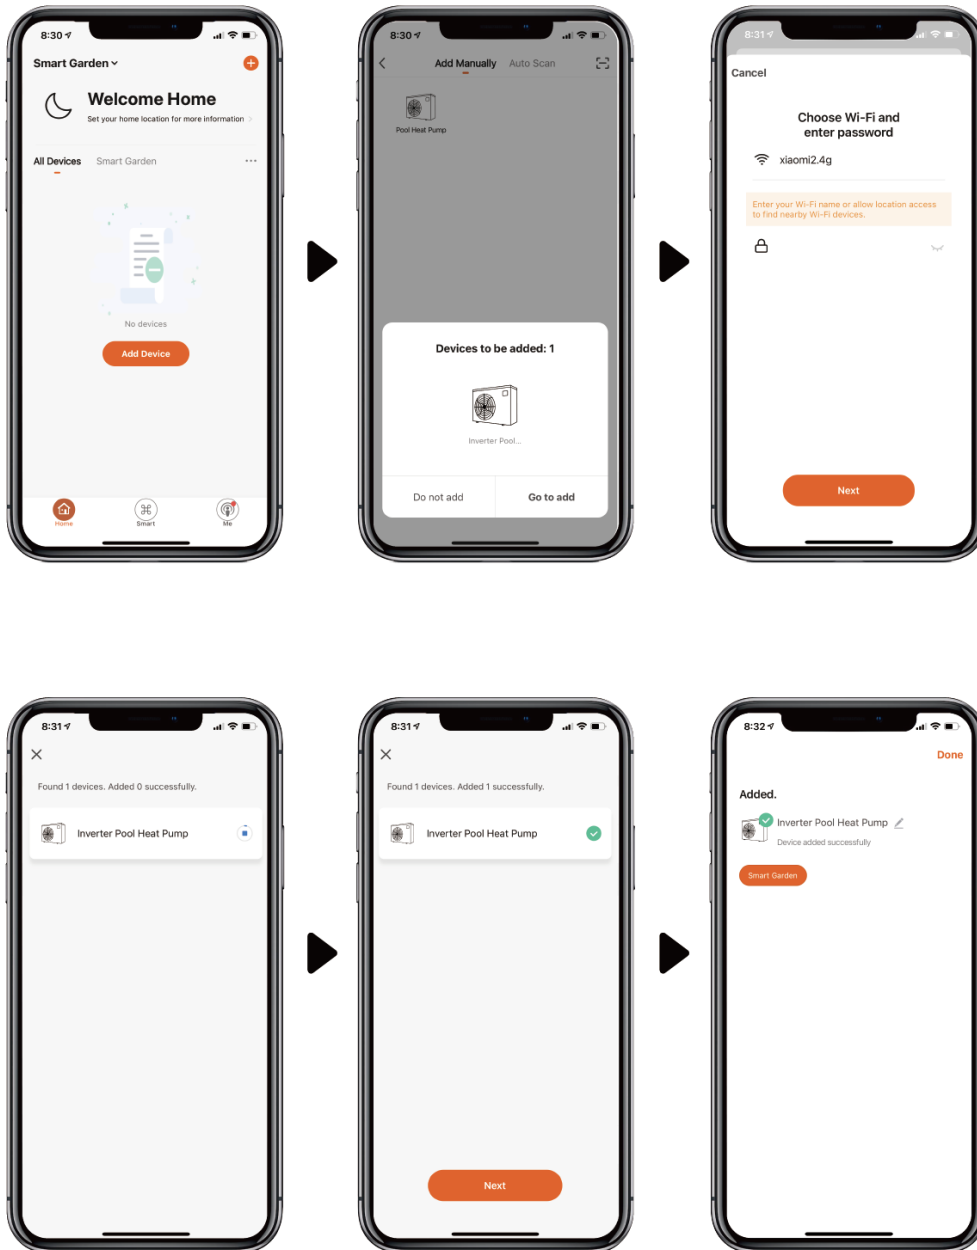 8:30
Smart Garden
Welcome Home
Set your home location for more information
All Devices Smart Garden
No devices
Add Device
Home Smart Me
8:30
Add Manually Auto Scan
Pool Heat Pump
Devices to be added: 1
Inverter Pool...
Do not add Go to add
8:31
Cancel
Choose Wi-Fi and
enter password
xiaomi2.4g
Enter your Wi-Fi name or allow location access
to find nearby Wi-Fi devices.
Next
8:31
Found 1 devices. Added 0 successfully.
Inverter Pool Heat Pump
8:31
Found 1 devices. Added 1 successfully.
Inverter Pool Heat Pump
Next
8:32
Done
Added.
Inverter Pool Heat Pump
Device added successfully
Smart Garden